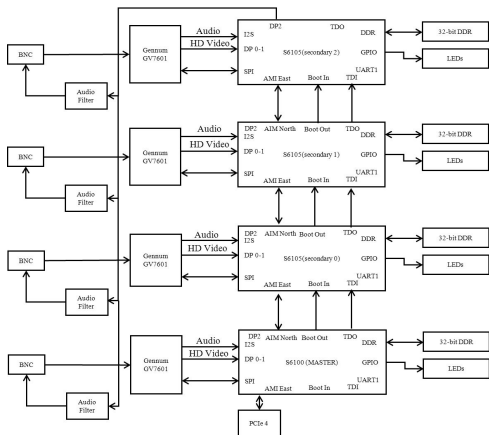 DP2
TDO
Audio
I2S
DDR
32-bit DDR
BNC
Gennum
GV7601
HD Video
DP 0-1
S6105(secondary 2)
GPIO
LEDs
UART1
SPI
AMI East
Boot In
TDI
Audio
Filter
DP2
AIM North
Boot Out
TDO
Audio
I2S
DDR
32-bit DDR
BNC
Gennum
GV7601
HD Video
DP 0-1
S6105(secondary 1)
GPIO
LEDs
UART1
SPI
AMI East
Boot In
TDI
Audio
Filter
DP2
AIM North
Boot Out
TDO
Audio
I2S
DDR
32-bit DDR
BNC
Gennum
GV7601
HD Video
DP 0-1
S6105(secondary 0)
GPIO
LEDs
UART1
SPI
AMI East
Boot In
TDI
Audio
Filter
DP2
AIM North
Boot Out
TDO
Audio
I2S
DDR
32-bit DDR
BNC
Gennum
GV7601
HD Video
DP 0-1
S6100 (MASTER)
GPIO
LEDs
UART1
SPI
AMI East
Boot In
TDI
Audio
Filter
PCIe 4